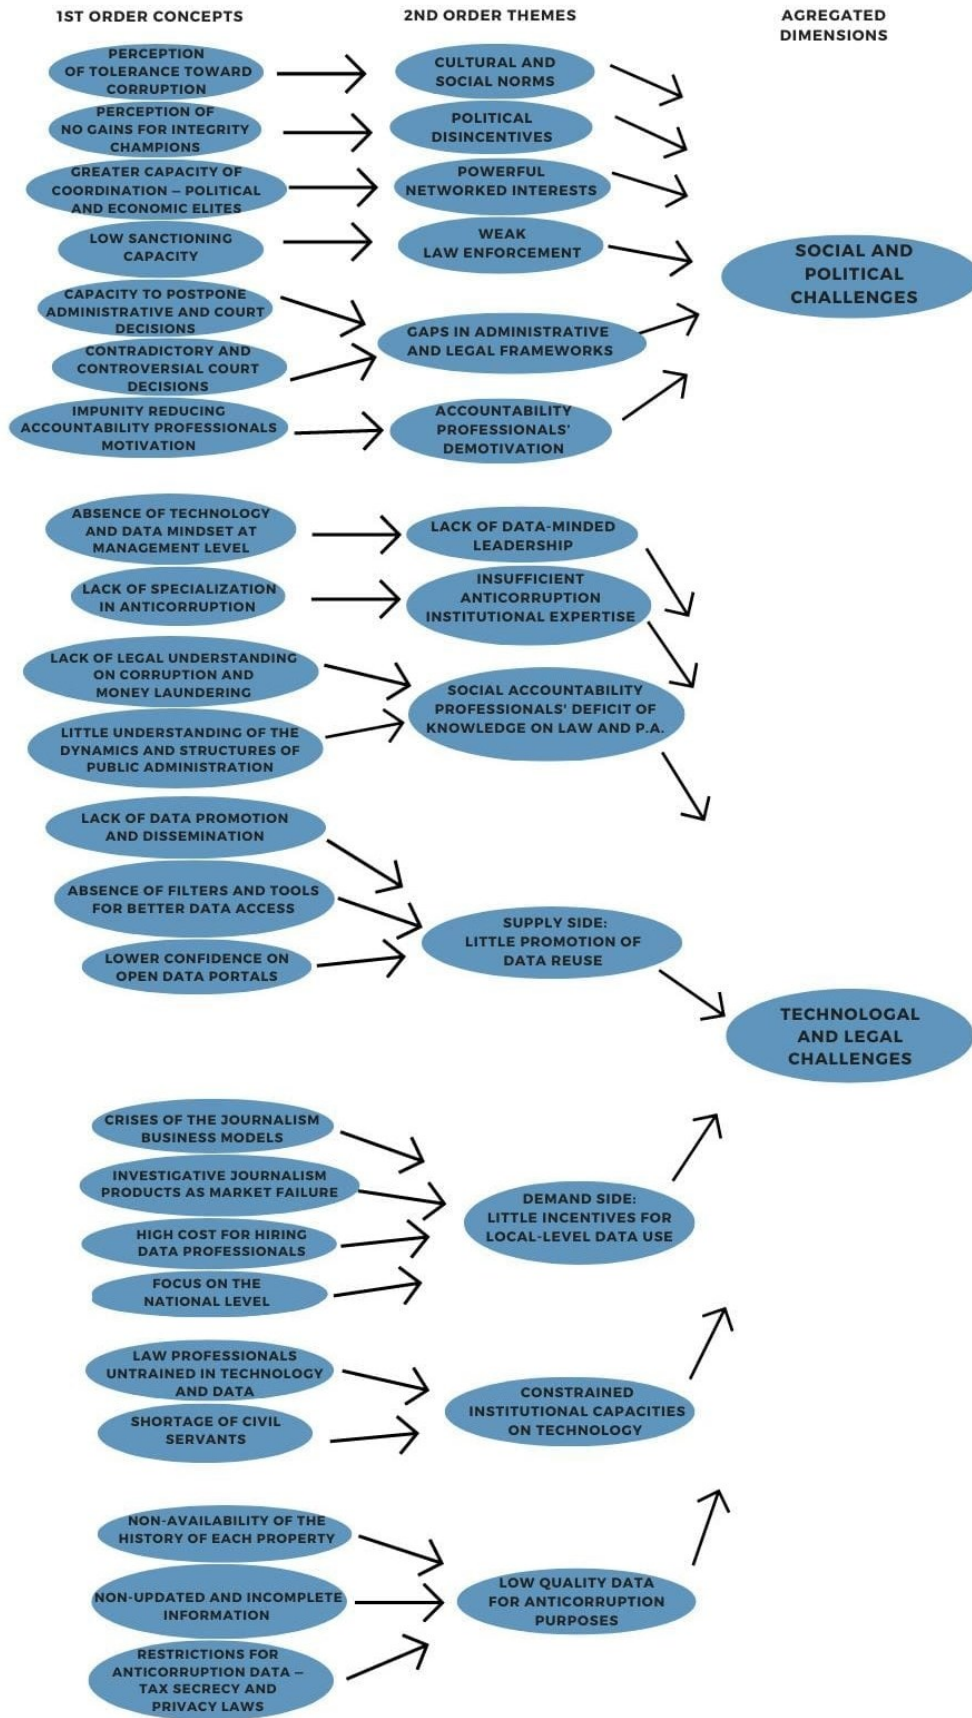 1ST ORDER CONCEPTS
2ND ORDER THEMES
AGREGATED
DIMENSIONS
PERCEPTION
OF TOLERANCE TOWARD
CORRUPTION
CULTURAL AND
SOCIAL NORMS
PERCEPTION OF
NO GAINS FOR INTEGRITY
CHAMPIONS
POLITICAL
DISINCENTIVES
GREATER CAPACITY OF
COORDINATION – POLITICAL
AND ECONOMIC ELITES
POWERFUL
NETWORKED INTERESTS
LOW SANCTIONING
CAPACITY
WEAK
LAW ENFORCEMENT
SOCIAL AND
POLITICAL
CHALLENGES
CAPACITY TO POSTPONE
ADMINISTRATIVE AND COURT
DECISIONS
CONTRADICTORY AND
CONTROVERSIAL COURT
DECISIONS
GAPS IN ADMINISTRATIVE
AND LEGAL FRAMEWORKS
IMPUNITY REDUCING
ACCOUNTABILITY PROFESSIONALS
MOTIVATION
ACCOUNTABILITY
PROFESSIONALS'
DEMOTIVATION
ABSENCE OF TECHNOLOGY
AND DATA MINDSET AT
MANAGEMENT LEVEL
LACK OF DATA-MINDED
LEADERSHIP
LACK OF SPECIALIZATION
IN ANTICORRUPTION
INSUFFICIENT
ANTICORRUPTION
INSTITUTIONAL EXPERTISE
LACK OF LEGAL UNDERSTANDING
ON CORRUPTION AND
MONEY LAUNDERING
LITTLE UNDERSTANDING OF THE
DYNAMICS AND STRUCTURES OF
PUBLIC ADMINISTRATION
SOCIAL ACCOUNTABILITY
PROFESSIONALS' DEFICIT OF
KNOWLEDGE ON LAW AND P.A.
LACK OF DATA PROMOTION
AND DISSEMINATION
ABSENCE OF FILTERS AND TOOLS
FOR BETTER DATA ACCESS
LOWER CONFIDENCE ON
OPEN DATA PORTALS
SUPPLY SIDE:
LITTLE PROMOTION OF
DATA REUSE
TECHNOLOGAL
AND LEGAL
CHALLENGES
CRISES OF THE JOURNALISM
BUSINESS MODELS
INVESTIGATIVE JOURNALISM
PRODUCTS AS MARKET FAILURE
HIGH COST FOR HIRING
DATA PROFESSIONALS
FOCUS ON THE
NATIONAL LEVEL
DEMAND SIDE:
LITTLE INCENTIVES FOR
LOCAL-LEVEL DATA USE
LAW PROFESSIONALS
UNTRAINED IN TECHNOLOGY
AND DATA
SHORTAGE OF CIVIL
SERVANTS
CONSTRAINED
INSTITUTIONAL CAPACITIES
ON TECHNOLOGY
NON-AVAILABILITY OF THE
HISTORY OF EACH PROPERTY
NON-UPDATED AND INCOMPLETE
INFORMATION
RESTRICTIONS FOR
ANTICORRUPTION DATA –
TAX SECRECY AND
PRIVACY LAWS
LOW QUALITY DATA
FOR ANTICORRUPTION
PURPOSES